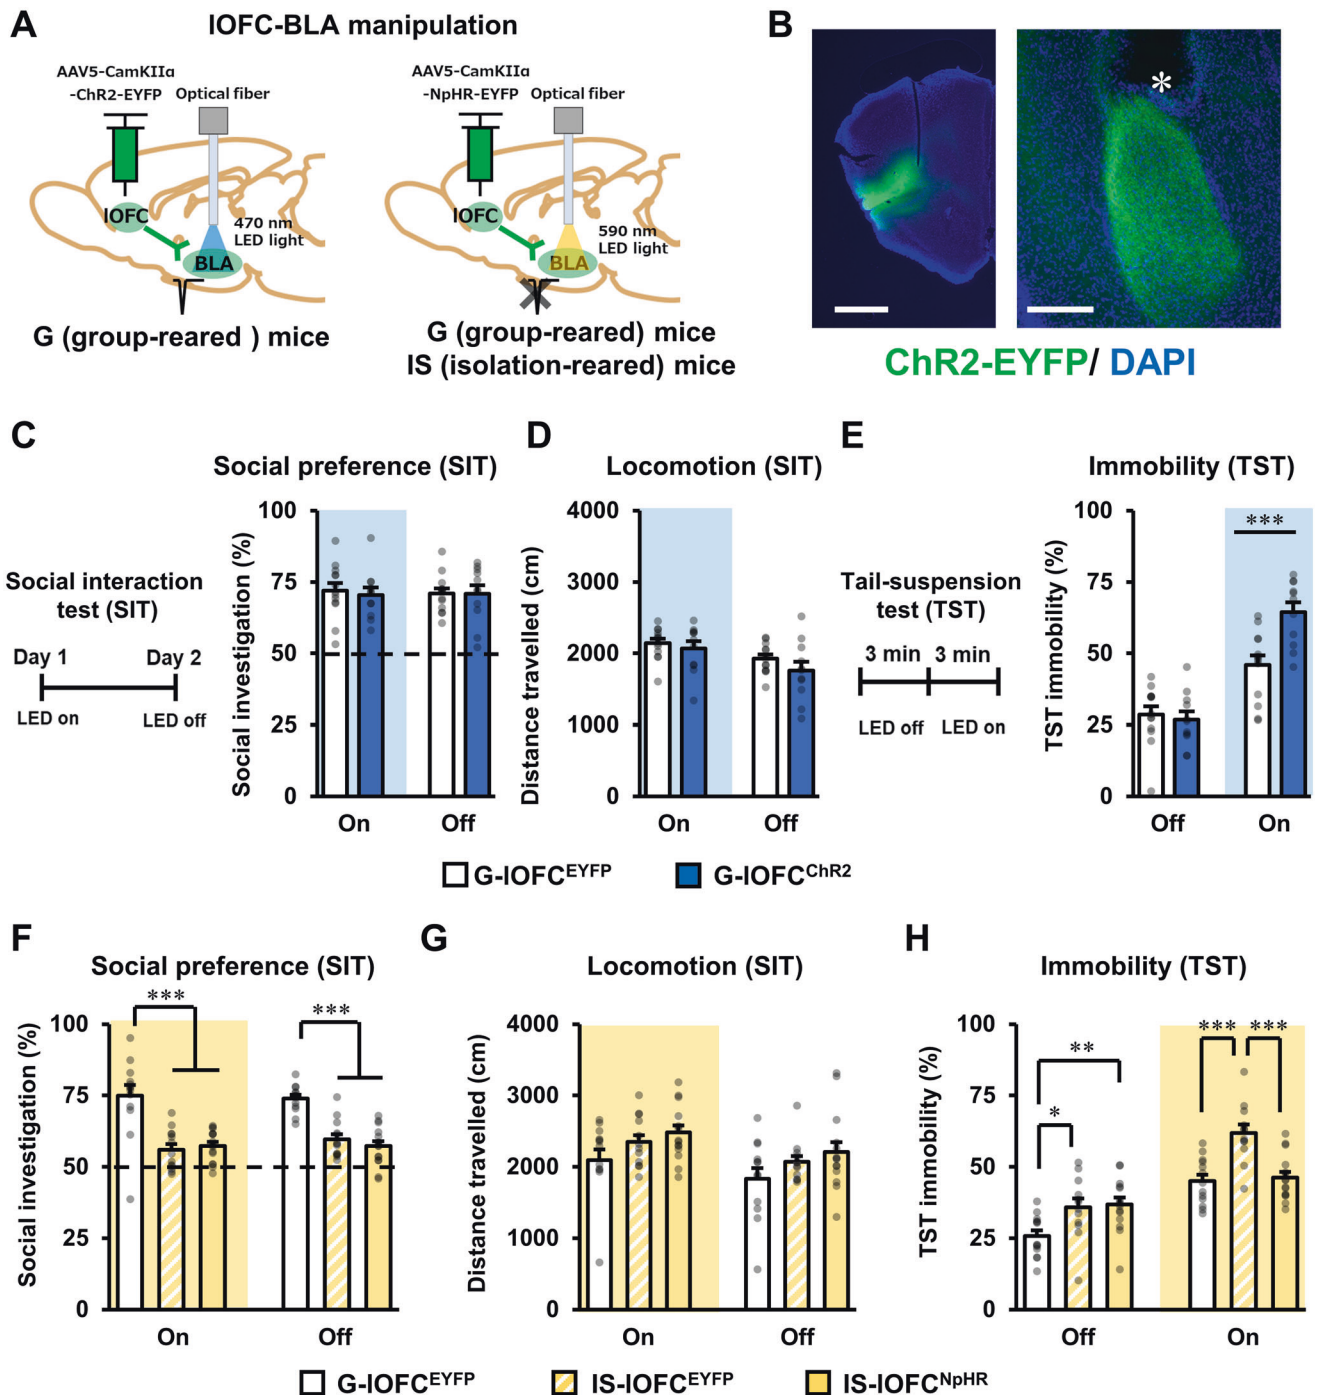 A
lOFC-BLA manipulation
AAV5-CamKIIα
-ChR2-EYFP
Optical fiber
lOFC
470 nm
LED light
BLA
G (group-reared ) mice
AAV5-CamKIIα
-NpHR-EYFP
Optical fiber
lOFC
590 nm
LED light
BLA
G (group-reared) mice
IS (isolation-reared) mice
B
*
ChR2-EYFP/ DAPI
C
Social interaction
test (SIT)
Day 1
Day 2
LED on
LED off
Social preference (SIT)
Social investigation (%)
100
75
50
25
0
On
Off
D
Locomotion (SIT)
Distance travelled (cm)
4000
3000
2000
1000
0
On
Off
E
Tail-suspension
test (TST)
3 min
3 min
LED off
LED on
Immobility (TST)
TST immobility (%)
100
75
50
25
0
***
Off
On
G-lOFCEYFP
G-lOFCChR2
F
Social preference (SIT)
Social investigation (%)
100
75
50
25
0
***
***
On
Off
G
Locomotion (SIT)
Distance travelled (cm)
4000
3000
2000
1000
0
On
Off
H
Immobility (TST)
TST immobility (%)
100
75
50
25
0
*
**
***
***
Off
On
G-lOFCEYFP
IS-lOFCEYFP
IS-lOFCNpHR